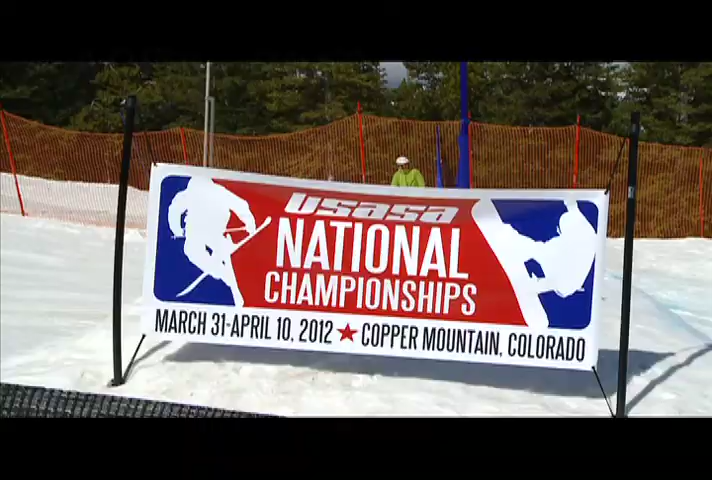 USASA
NATIONAL
CHAMPIONSHIPS
MARCH 31-APRIL 10, 2012 ★ COPPER MOUNTAIN, COLORADO